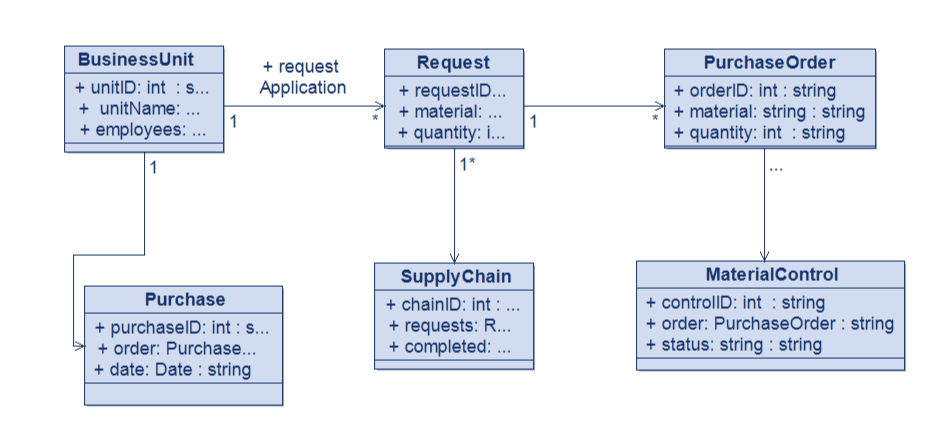 BusinessUnit
+ unitID: int : s...
+ unitName: ...
+ employees: ...
1
1
+ request
Application
*
Request
+ requestID...
+ material: ...
+ quantity: i...
1
1*
*
PurchaseOrder
+ orderID: int : string
+ material: string : string
+ quantity: int : string
...
Purchase
+ purchaseID: int : s...
+ order: Purchase...
+ date: Date : string
SupplyChain
+ chainID: int : ...
+ requests: R...
+ completed: ...
MaterialControl
+ controlID: int : string
+ order: PurchaseOrder : string
+ status: string : string